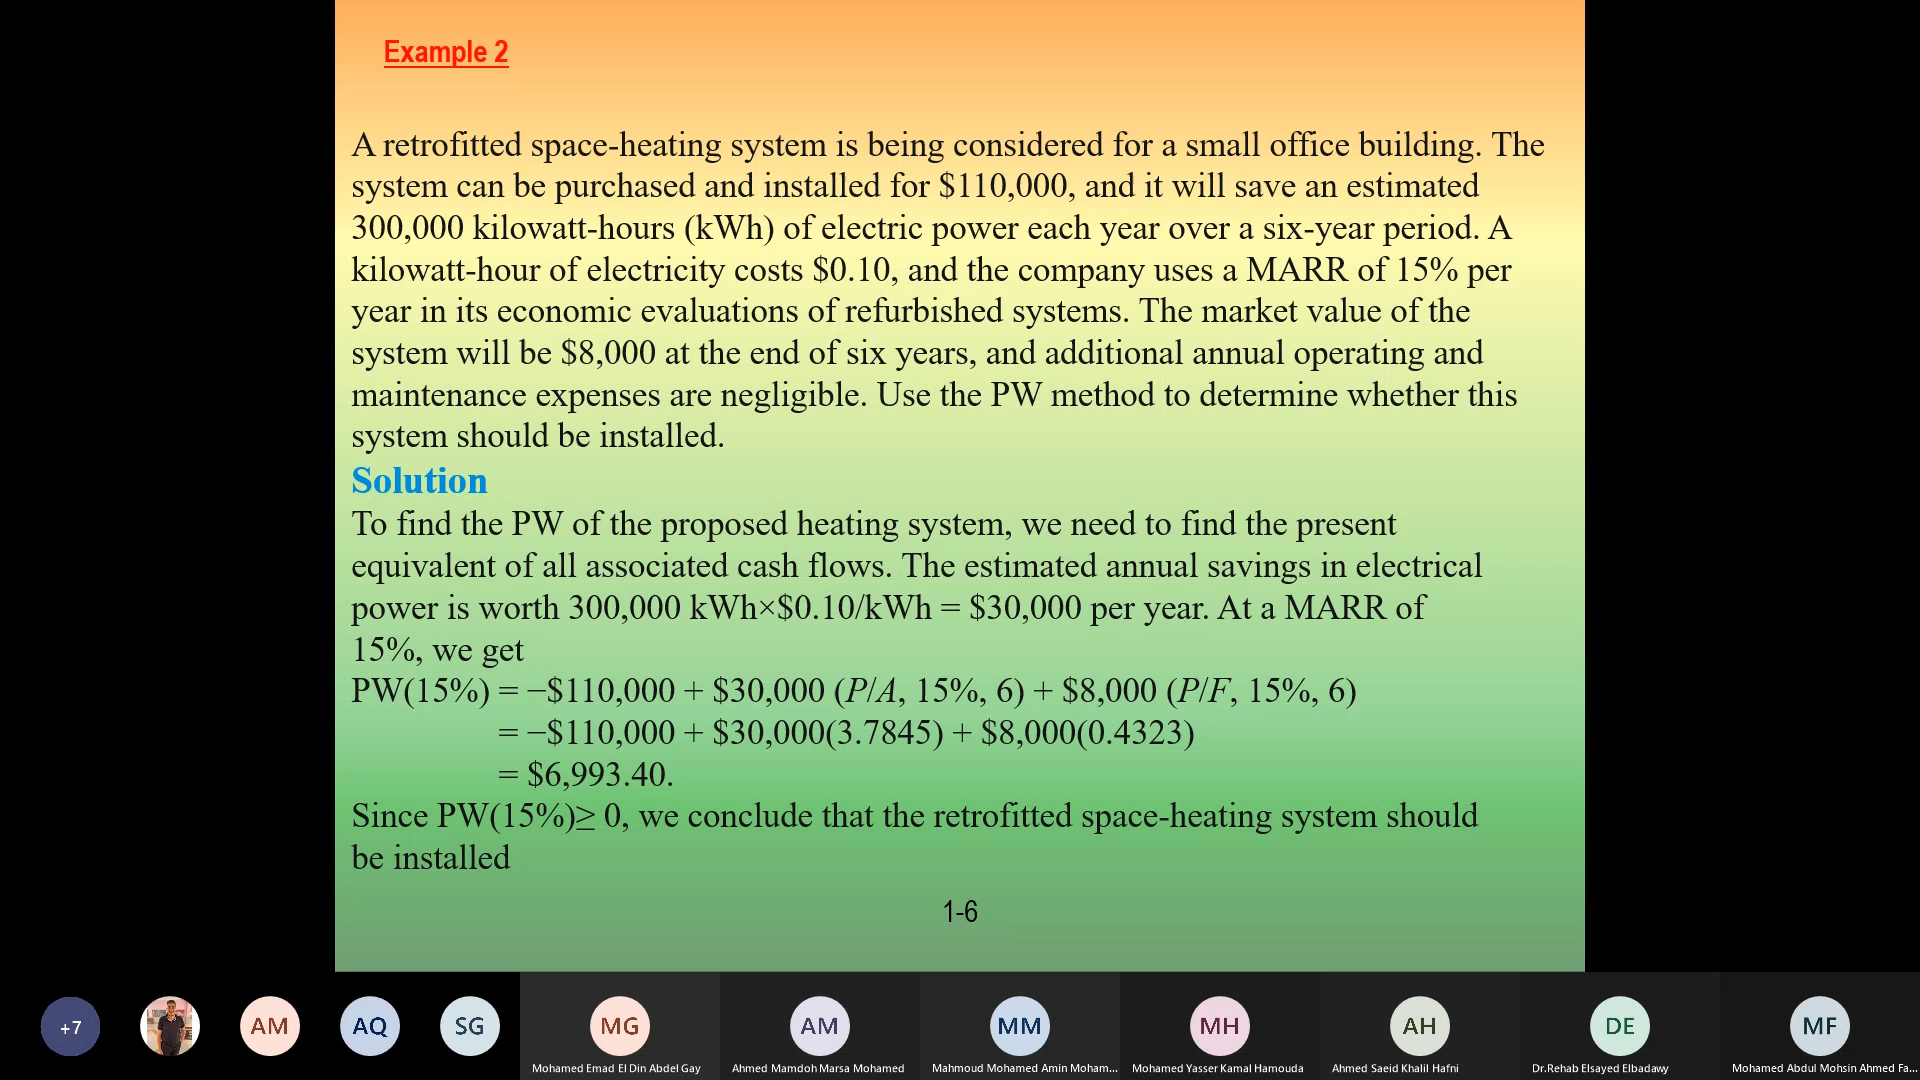 Example 2
A retrofitted space-heating system is being considered for a small office building. The
system can be purchased and installed for $110,000, and it will save an estimated
300,000 kilowatt-hours (kWh) of electric power each year over a six-year period. A
kilowatt-hour of electricity costs $0.10, and the company uses a MARR of 15% per
year in its economic evaluations of refurbished systems. The market value of the
system will be $8,000 at the end of six years, and additional annual operating and
maintenance expenses are negligible. Use the PW method to determine whether this
system should be installed.
Solution
To find the PW of the proposed heating system, we need to find the present
equivalent of all associated cash flows. The estimated annual savings in electrical
power is worth 300,000 kWh×$0.10/kWh = $30,000 per year. At a MARR of
15%, we get
PW(15%) = −$110,000 + $30,000 (P/A, 15%, 6) + $8,000 (P/F, 15%, 6)
= −$110,000 + $30,000(3.7845) + $8,000(0.4323)
= $6,993.40.
Since PW(15%)≥ 0, we conclude that the retrofitted space-heating system should
be installed
1-6
+7
AM
AQ
SG
MG
AM
MM
MH
AH
DE
MF
Mohamed Emad El Din Abdel Gay
Ahmed Mamdoh Marsa Mohamed
Mahmoud Mohamed Amin Moham...
Mohamed Yasser Kamal Hamouda
Ahmed Saeid Khalil Hafni
Dr.Rehab Elsayed Elbadawy
Mohamed Abdul Mohsin Ahmed Fa...